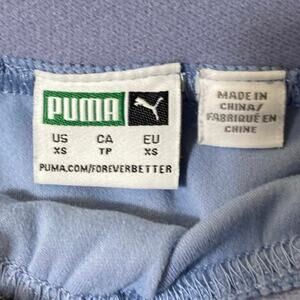 PUMA
US CA EU
XS TP XS
PUMA.COM/FOREVERBETTER
MADE IN
CHINA/
FABRIQUÉ EN
CHINE